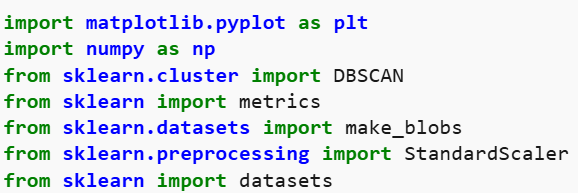 import matplotlib.pyplot as plt
import numpy as np
from sklearn.cluster import DBSCAN
from sklearn import metrics
from sklearn.datasets import make_blobs
from sklearn.preprocessing import StandardScaler
from sklearn import datasets